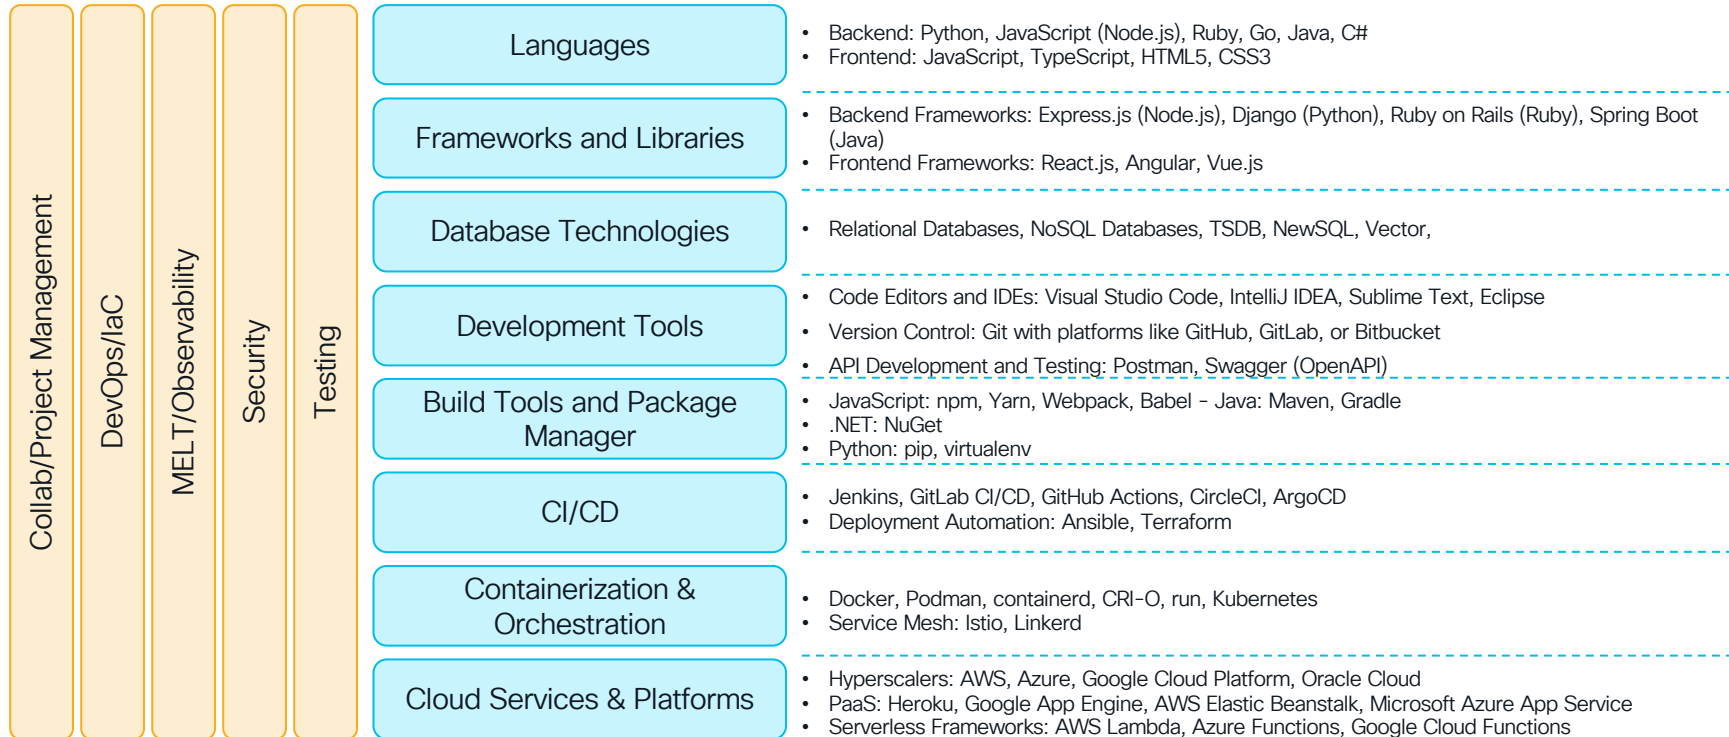 Collab/Project Management
DevOps/IaC
MELT/Observability
Security
Testing
Languages
• Backend: Python, JavaScript (Node.js), Ruby, Go, Java, C#
• Frontend: JavaScript, TypeScript, HTML5, CSS3
Frameworks and Libraries
• Backend Frameworks: Express.js (Node.js), Django (Python), Ruby on Rails (Ruby), Spring Boot
(Java)
• Frontend Frameworks: React.js, Angular, Vue.js
Database Technologies
• Relational Databases, NoSQL Databases, TSDB, NewSQL, Vector,
Development Tools
• Code Editors and IDEs: Visual Studio Code, IntelliJ IDEA, Sublime Text, Eclipse
• Version Control: Git with platforms like GitHub, GitLab, or Bitbucket
• API Development and Testing: Postman, Swagger (OpenAPI)
Build Tools and Package
Manager
• JavaScript: npm, Yarn, Webpack, Babel - Java: Maven, Gradle
• .NET: NuGet
• Python: pip, virtualenv
CI/CD
• Jenkins, GitLab CI/CD, GitHub Actions, CircleCI, ArgoCD
• Deployment Automation: Ansible, Terraform
Containerization &
Orchestration
• Docker, Podman, containerd, CRI-O, run, Kubernetes
• Service Mesh: Istio, Linkerd
Cloud Services & Platforms
• Hyperscalers: AWS, Azure, Google Cloud Platform, Oracle Cloud
• PaaS: Heroku, Google App Engine, AWS Elastic Beanstalk, Microsoft Azure App Service
• Serverless Frameworks: AWS Lambda, Azure Functions, Google Cloud Functions